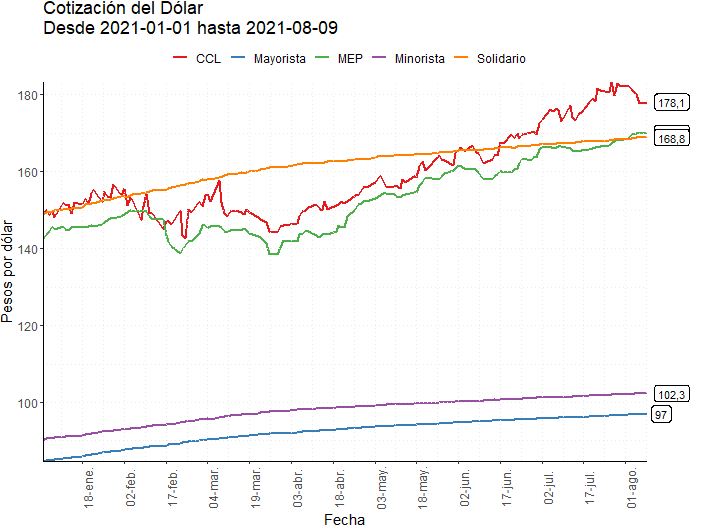 Cotización del Dólar
Desde 2021-01-01 hasta 2021-08-09
CCL Mayorista MEP Minorista Solidario
Pesos por dólar
180
160
140
120
100
178,1
168,8
102,3
97
18-ene.
02-feb.
17-feb.
04-mar.
19-mar.
03-abr.
18-abr.
03-may.
18-may.
02-jun.
17-jun.
02-jul.
17-jul.
01-ago.
Fecha